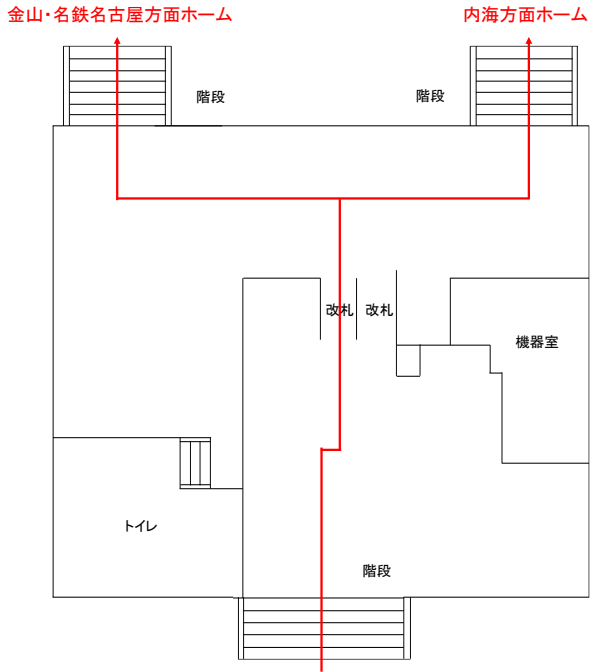 金山・名鉄名古屋方面ホーム
内海方面ホーム
階段
階段
改札
改札
機器室
トイレ
階段